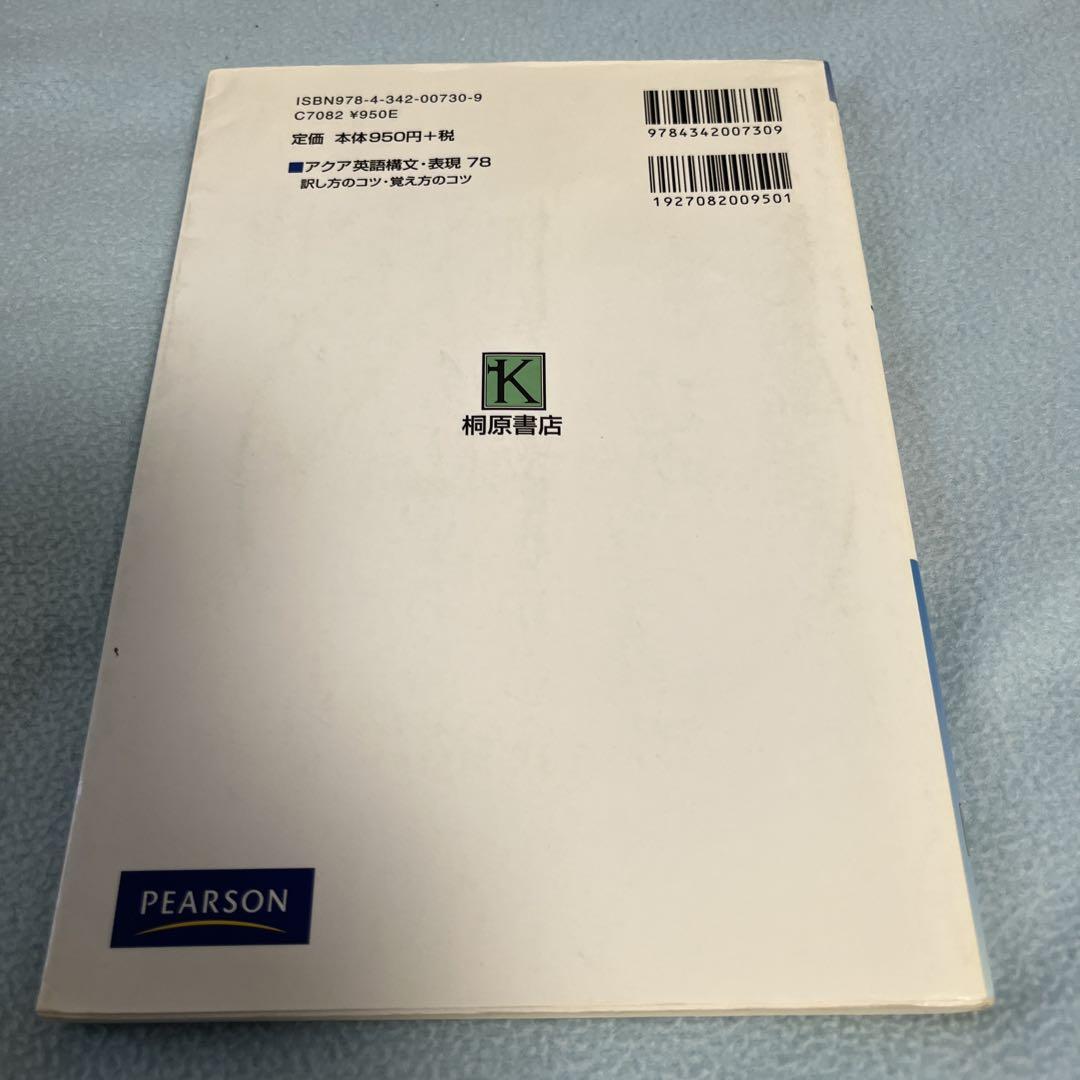 ISBN978-4-342-00730-9
C7082 ¥950E
定価 本体950円+税
■アクア英語構文・表現 78
訳し方のコツ・覚え方のコツ
9784342007309
1927082009501
K
桐原書店
PEARSON